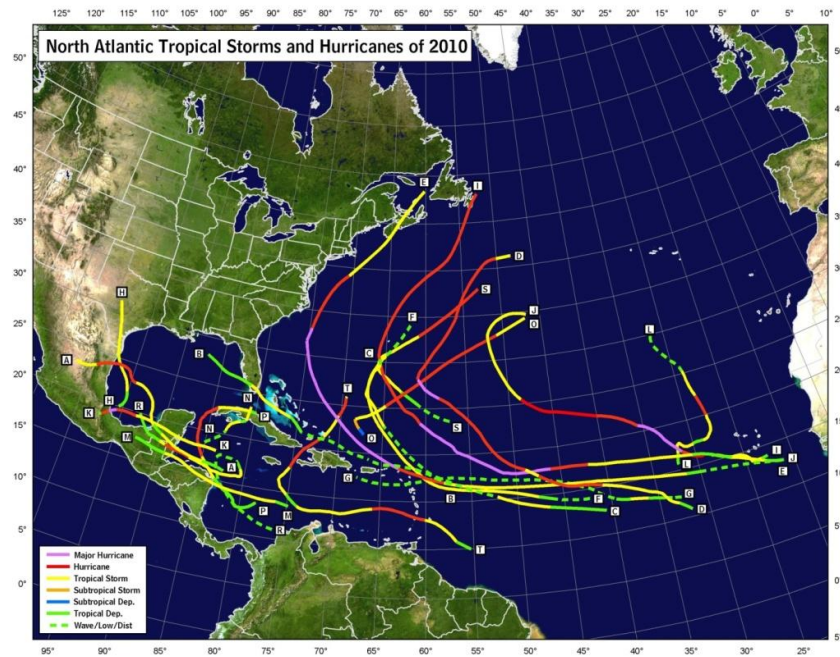 125° 120° 115° 110° 105° 100° 95° 90° 85° 80° 75° 70° 65° 60° 55° 50° 45° 40° 35° 30° 25° 20° 15° 10° 5°
North Atlantic Tropical Storms and Hurricanes of 2010
50°
45°
40°
E I
35°
D
30°
H S
J
F O
25°
L
B C
A
20°
T
H R N
K P
15°
N S
M K O
A I
L J
10°
G E
B F G
P M C D
5°
R
T
0°
Major Hurricane
Hurricane
Tropical Storm
Subtropical Storm
Subtropical Dep.
Tropical Dep.
Wave/Low/Dist
95° 90° 85° 80° 75° 70° 65° 60° 55° 50° 45° 40° 35° 30° 25°